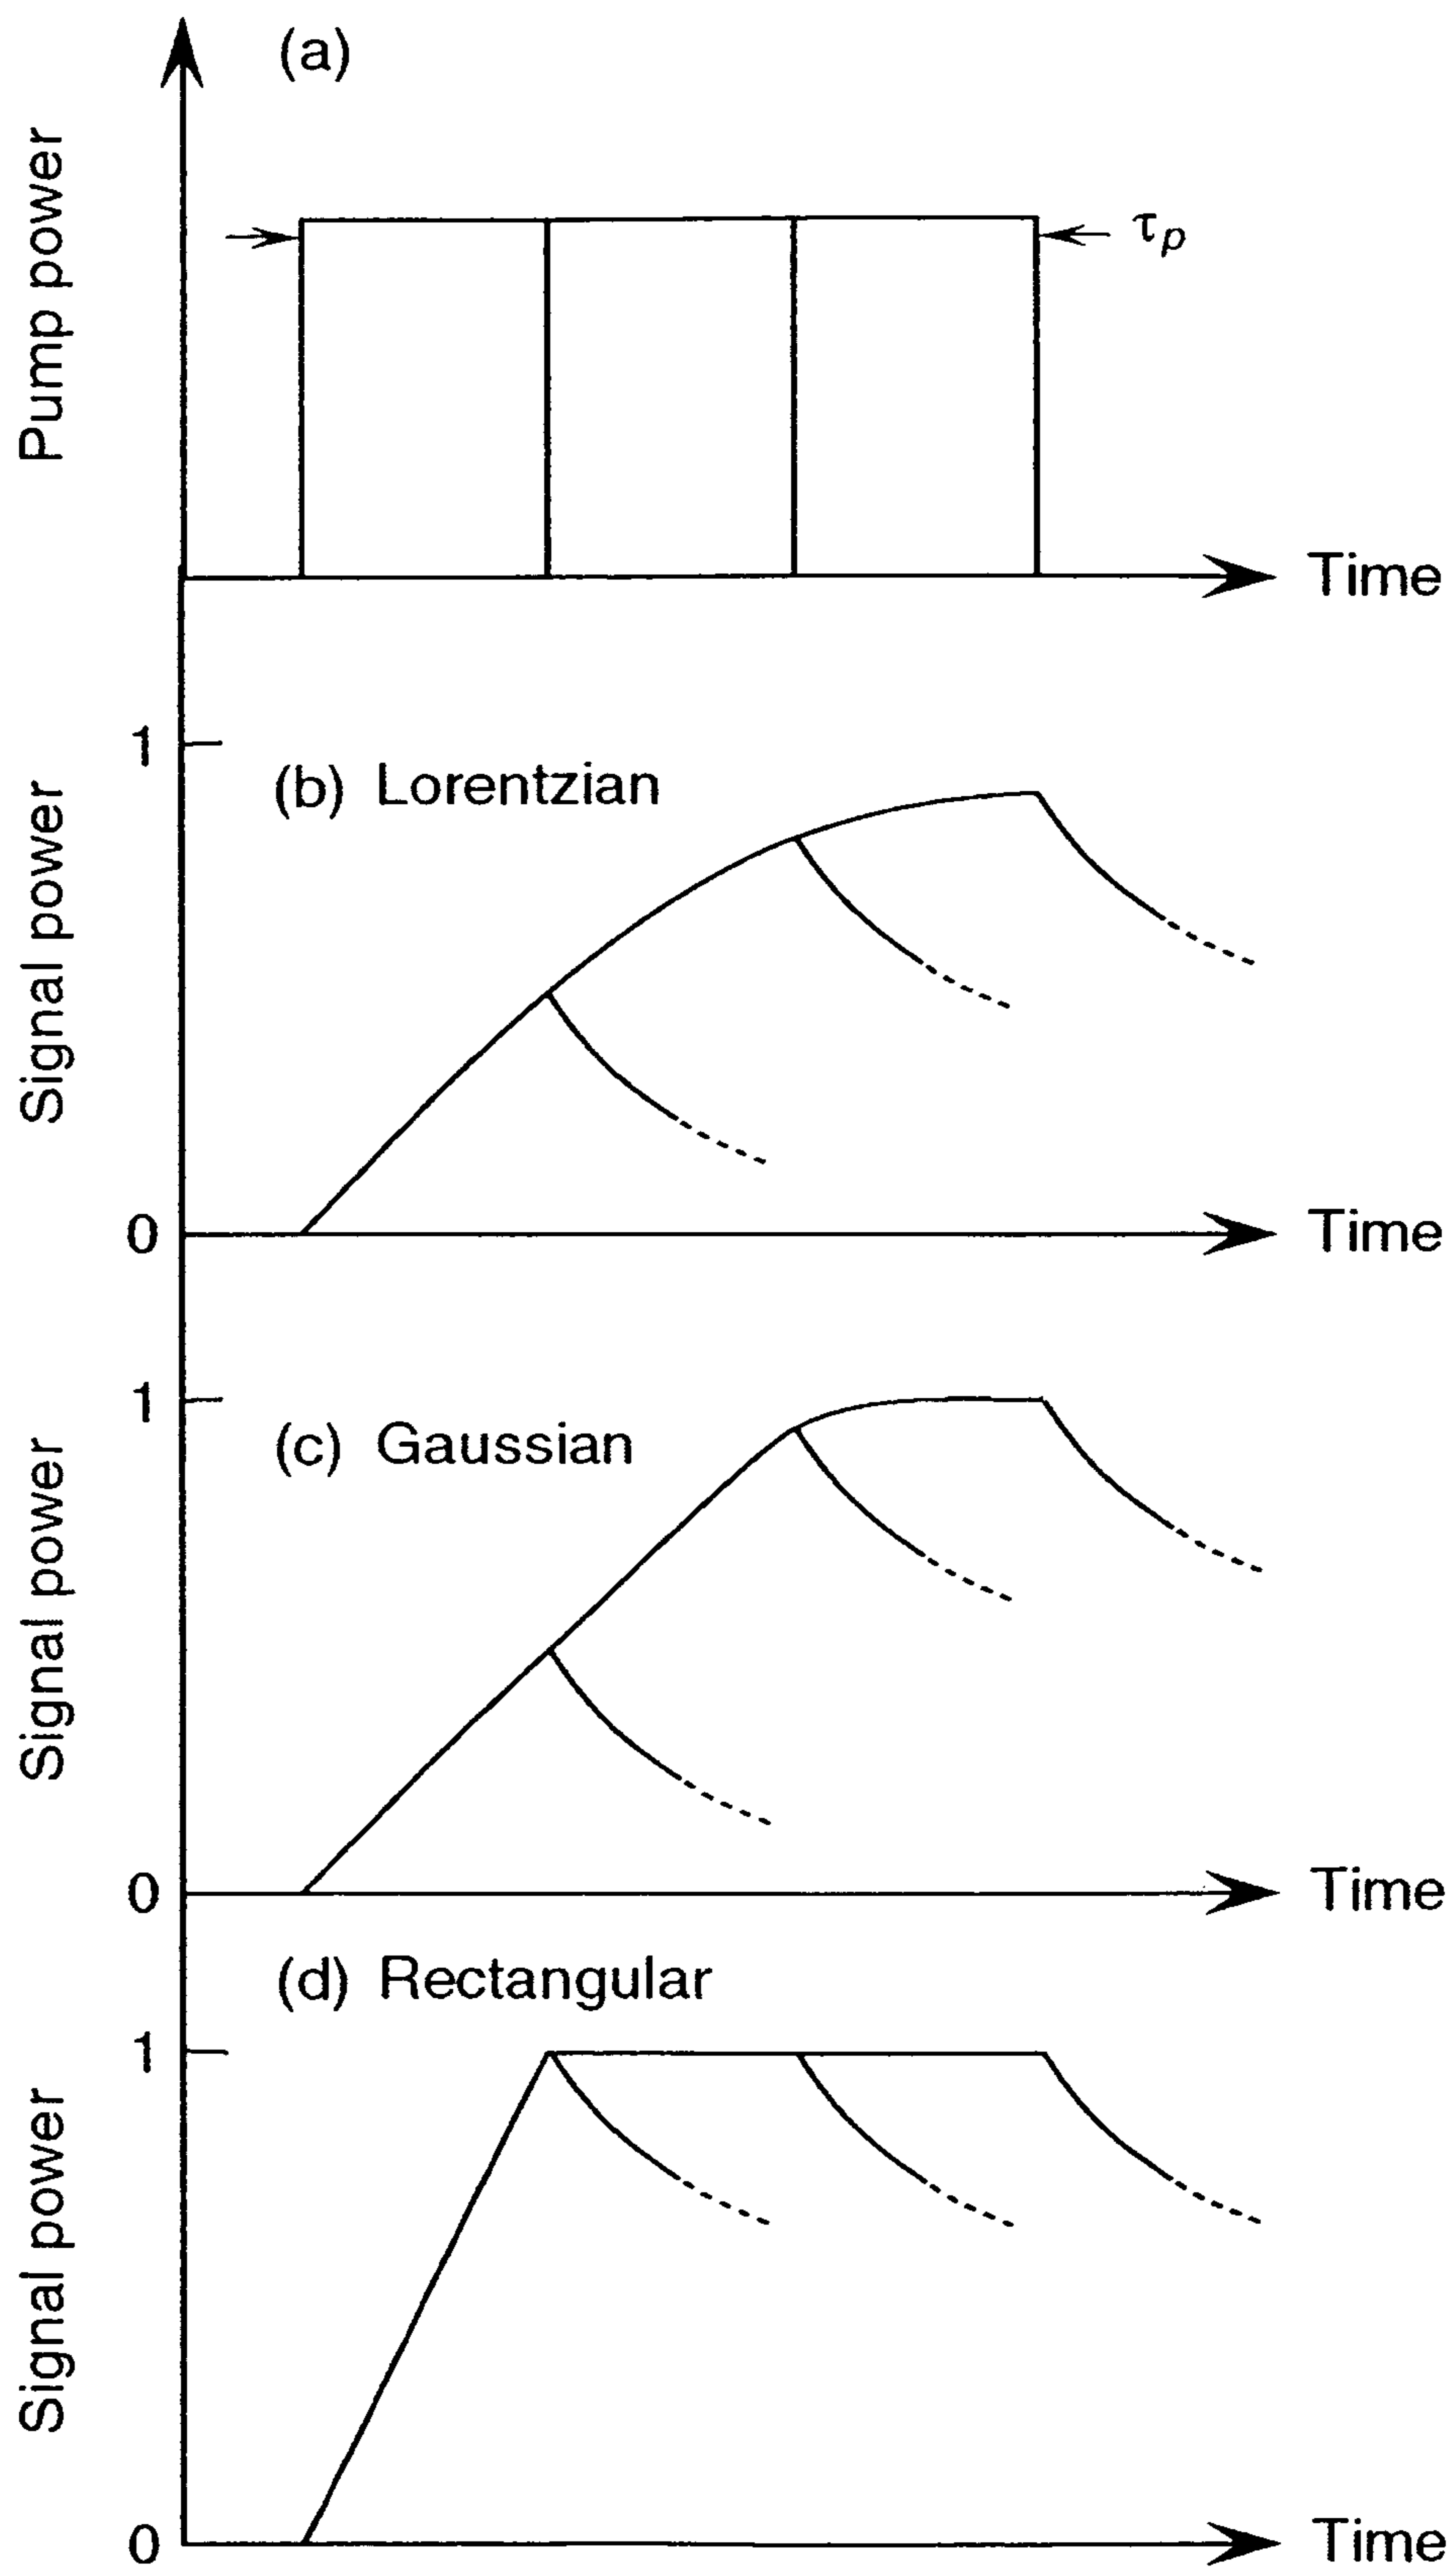 (a)
Pump power
τp
Time
1
(b) Lorentzian
Signal power
0
Time
1
(c) Gaussian
Signal power
0
Time
(d) Rectangular
1
Signal power
0
Time